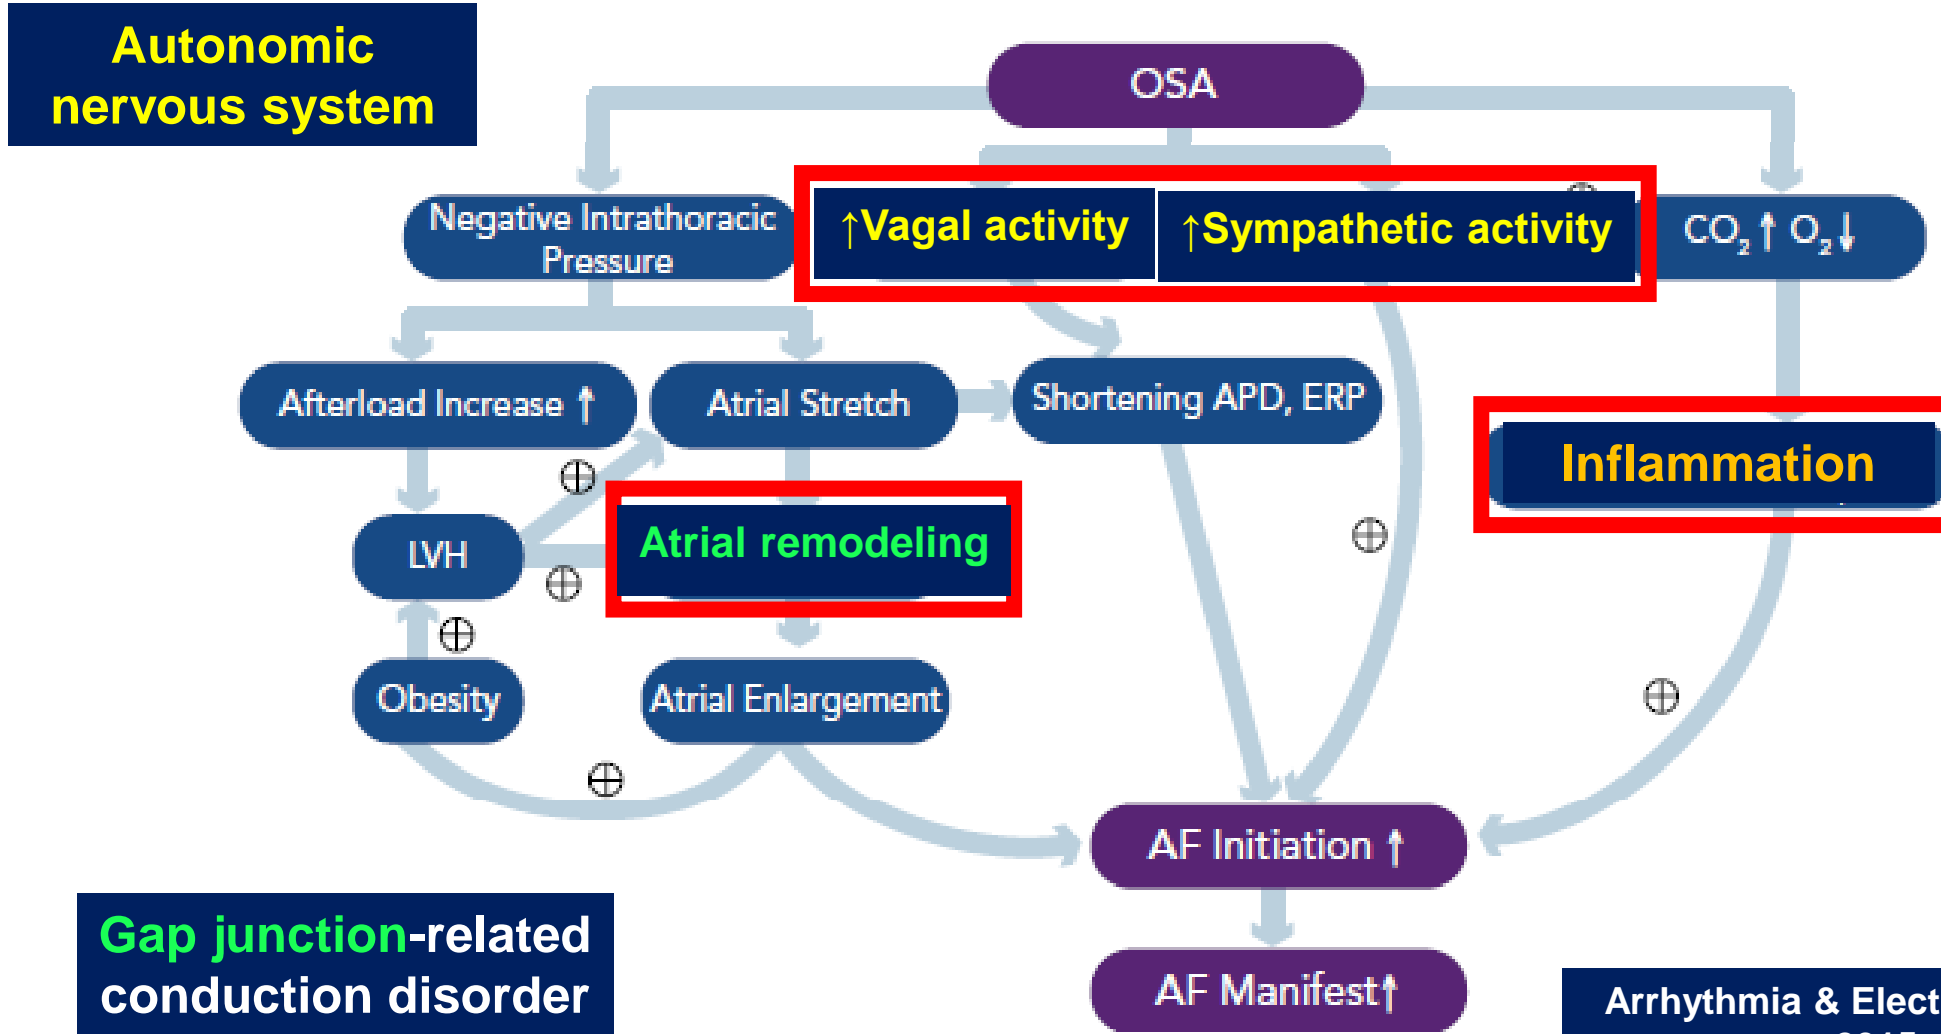 Autonomic
nervous system
OSA
Negative Intrathoracic
Pressure
↑Vagal activity
↑Sympathetic activity
CO₂↑ O₂↓
Afterload Increase ↑
Atrial Stretch
Shortening APD, ERP
Inflammation
LVH
Atrial remodeling
Obesity
Atrial Enlargement
AF Initiation ↑
Gap junction-related
conduction disorder
AF Manifest↑
Arrhythmia & Elect